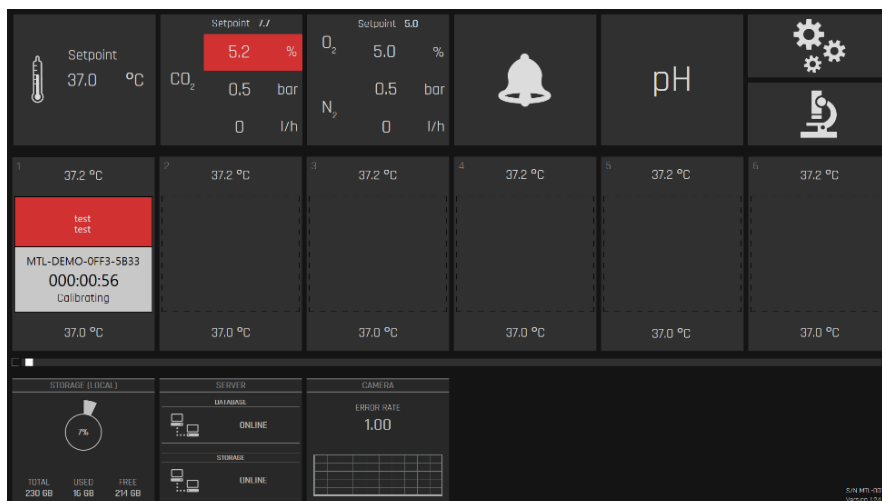 Setpoint
37.0 °C
Setpoint 7.7
CO2
5.2 %
0.5 bar
0 l/h
Setpoint 5.0
O2
5.0 %
0.5 bar
N2
0 l/h
pH
1
37.2 °C
test
test
MTL-DEMO-0FF3-5B33
000:00:56
Calibrating
37.0 °C
2
37.2 °C
37.0 °C
3
37.2 °C
37.0 °C
4
37.2 °C
37.0 °C
5
37.2 °C
37.0 °C
6
37.2 °C
37.0 °C
STORAGE (LOCAL)
7%
TOTAL USED FREE
230 GB 16 GB 214 GB
SERVER
DATABASE
ONLINE
STORAGE
ONLINE
CAMERA
ERROR RATE
1.00
S/N MTL-00
Version